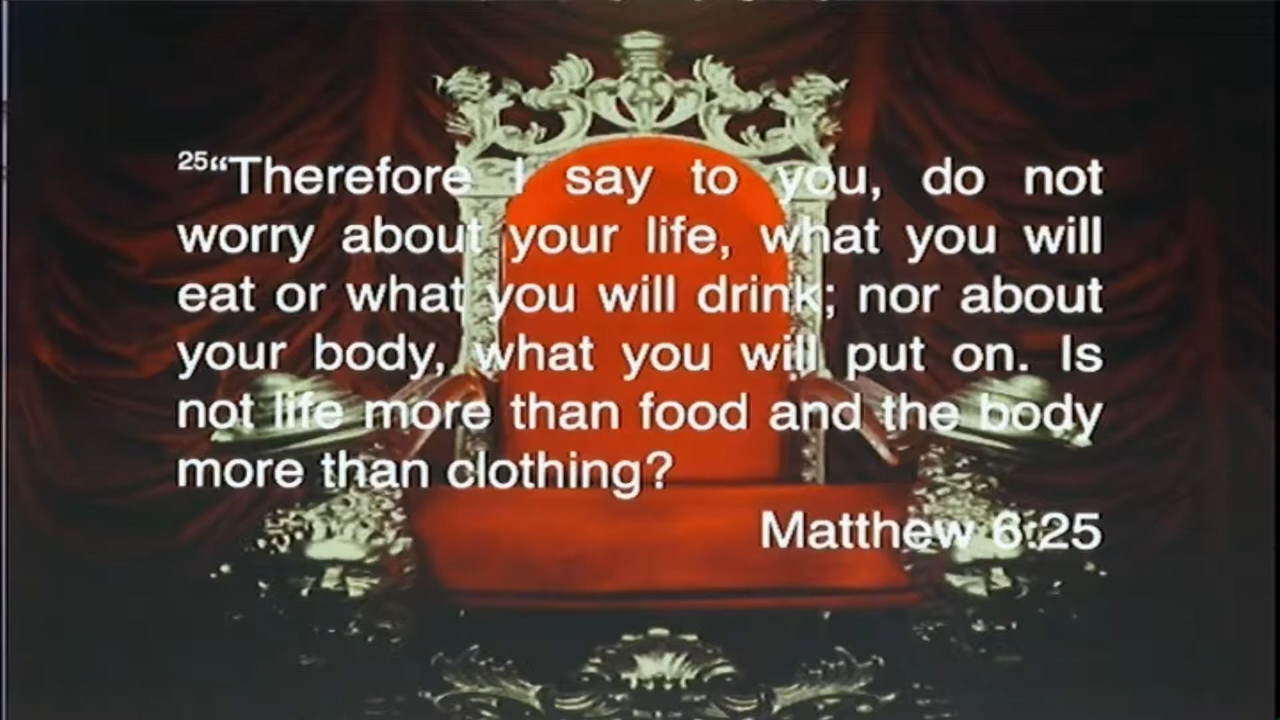 25“Therefore I say to you, do not
worry about your life, what you will
eat or what you will drink; nor about
your body, what you will put on. Is
not life more than food and the body
more than clothing?
Matthew 6:25